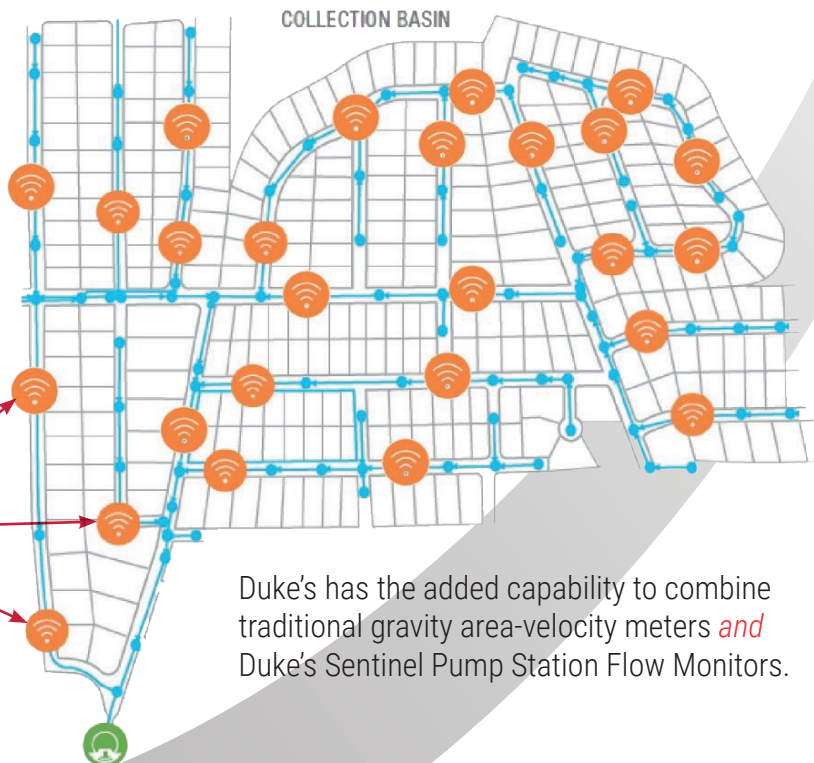 COLLECTION BASIN
Duke's has the added capability to combine
traditional gravity area-velocity meters and
Duke's Sentinel Pump Station Flow Monitors.